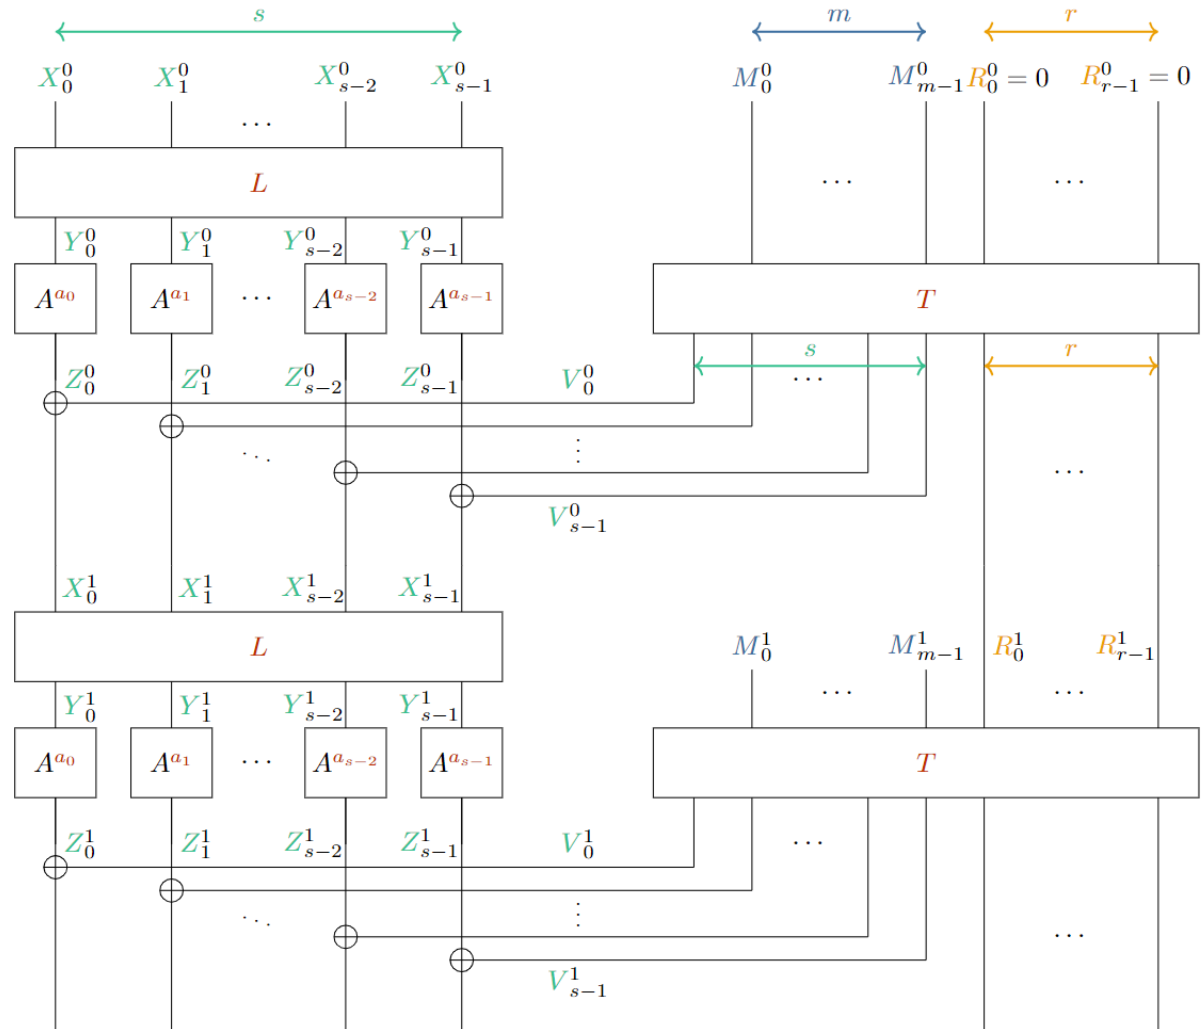 s m r
X_0^0 X_1^0 X_{s-2}^0 X_{s-1}^0 M_0^0 M_{m-1}^0 R_0^0 = 0 R_{r-1}^0 = 0
... 
L ... ...
Y_0^0 Y_1^0 Y_{s-2}^0 Y_{s-1}^0
A^{a_0} A^{a_1} ... A^{a_{s-2}} A^{a_{s-1}} T
s r
Z_0^0 Z_1^0 Z_{s-2}^0 Z_{s-1}^0 V_0^0 ...
... ⋮ ...
V_{s-1}^0
X_0^1 X_1^1 X_{s-2}^1 X_{s-1}^1
L M_0^1 M_{m-1}^1 R_0^1 R_{r-1}^1
Y_0^1 Y_1^1 Y_{s-2}^1 Y_{s-1}^1 ... ...
A^{a_0} A^{a_1} ... A^{a_{s-2}} A^{a_{s-1}} T
Z_0^1 Z_1^1 Z_{s-2}^1 Z_{s-1}^1 V_0^1 ...
... ⋮ ...
V_{s-1}^1